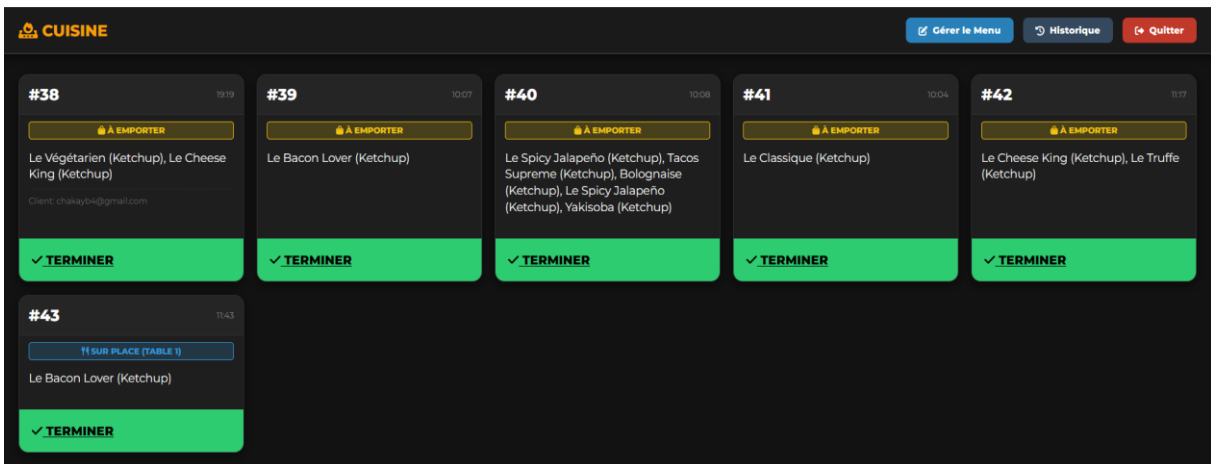 CUISINE
Gérer le Menu
Historique
Quitter
#38 19:19
À EMPORTER
Le Végétarien (Ketchup), Le Cheese
King (Ketchup)
Client: chakayb4@gmail.com
TERMINER
#39 10:07
À EMPORTER
Le Bacon Lover (Ketchup)
TERMINER
#40 10:08
À EMPORTER
Le Spicy Jalapeño (Ketchup), Tacos
Supreme (Ketchup), Bolognaise
(Ketchup), Le Spicy Jalapeño
(Ketchup), Yakisoba (Ketchup)
TERMINER
#41 10:04
À EMPORTER
Le Classique (Ketchup)
TERMINER
#42 11:17
À EMPORTER
Le Cheese King (Ketchup), Le Truffe
(Ketchup)
TERMINER
#43 11:43
SUR PLACE (TABLE 1)
Le Bacon Lover (Ketchup)
TERMINER